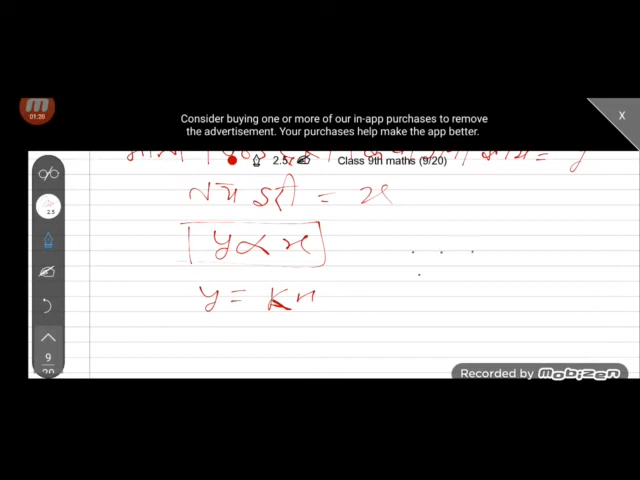 01:28
Consider buying one or more of our in-app purchases to remove
the advertisement. Your purchases help make the app better.
X
2.5 Class 9th maths (9/20)
= y
तय दूरी = x
y ∝ x
2.5
y = Kx
9
20
Recorded by mobizen